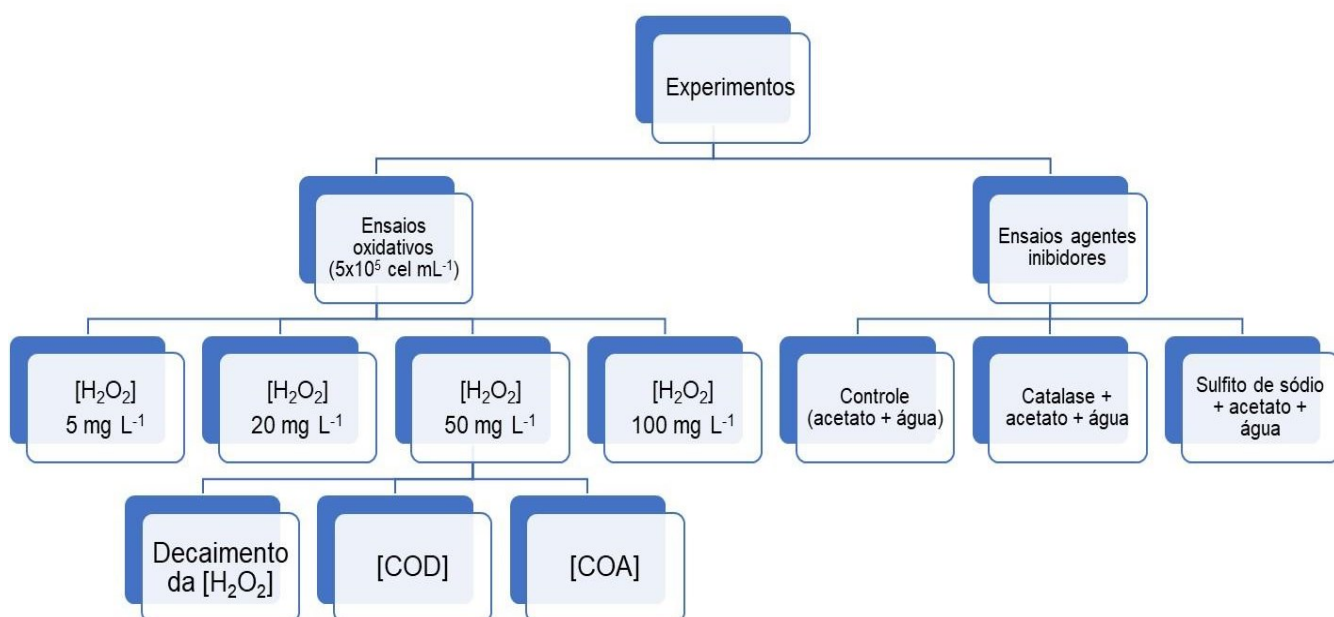 Experimentos
Ensaios
oxidativos
(5x10⁵ cel mL⁻¹)
Ensaios agentes
inibidores
[H₂O₂]
5 mg L⁻¹
[H₂O₂]
20 mg L⁻¹
[H₂O₂]
50 mg L⁻¹
[H₂O₂]
100 mg L⁻¹
Controle
(acetato + água)
Catalase +
acetato + água
Sulfito de sódio
+ acetato +
água
Decaimento
da [H₂O₂]
[COD]
[COA]